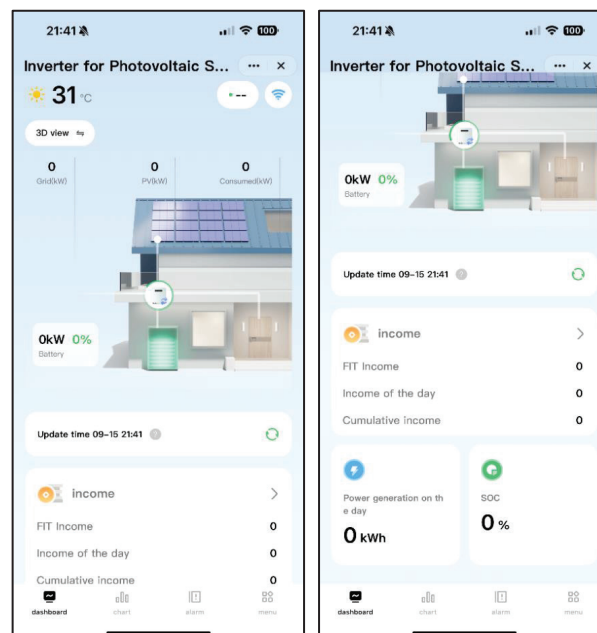 21:41
100
Inverter for Photovoltaic S...
31 °C
--
3D view
0
Grid(kW)
0
PV(kW)
0
Consumed(kW)
0kW 0%
Battery
Update time 09-15 21:41
income
FIT Income 0
Income of the day 0
Cumulative income 0
dashboard
chart
alarm
menu
21:41
100
Inverter for Photovoltaic S...
0kW 0%
Battery
Update time 09-15 21:41
income
FIT Income 0
Income of the day 0
Cumulative income 0
Power generation on th
e day
0 kWh
SOC
0 %
dashboard
chart
alarm
menu